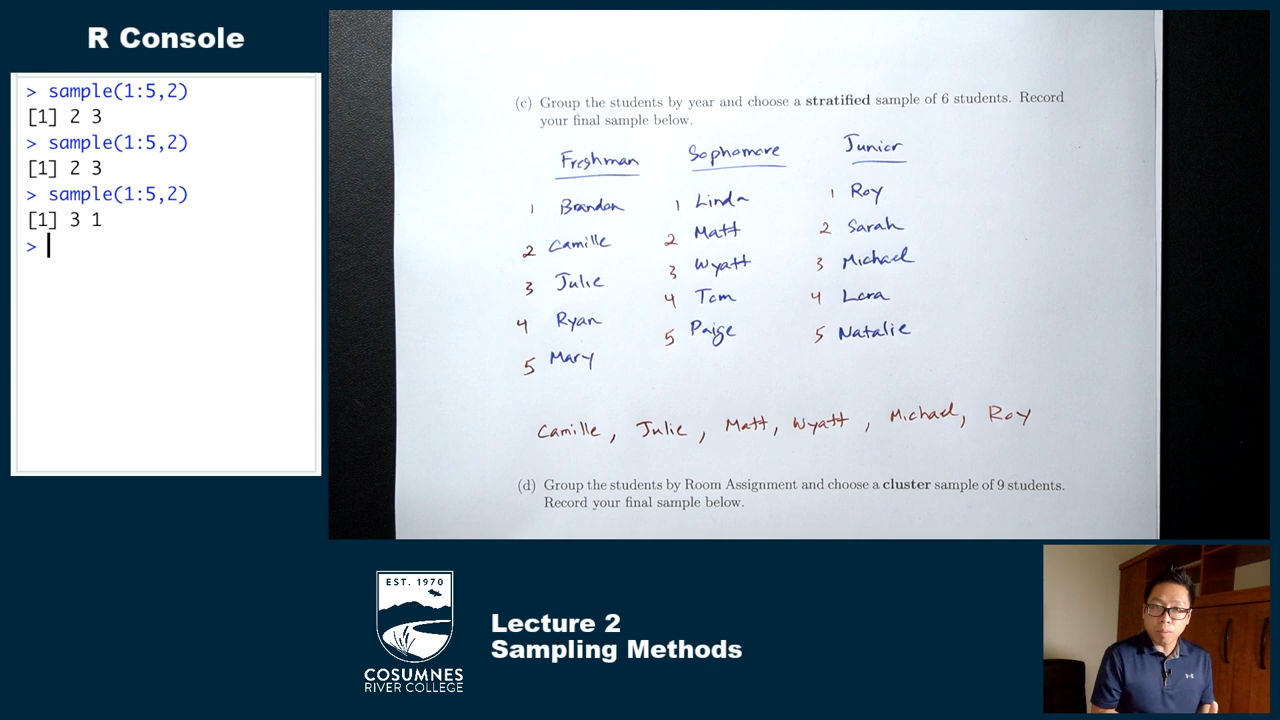 R Console
> sample(1:5,2)
[1] 2 3
> sample(1:5,2)
[1] 2 3
> sample(1:5,2)
[1] 3 1
>
(c) Group the students by year and choose a stratified sample of 6 students. Record
your final sample below.
Freshman Sophomore Junior
1 Brandon 1 Linda 1 Roy
2 Camille 2 Matt 2 Sarah
3 Julie 3 Wyatt 3 Michael
4 Ryan 4 Tom 4 Lora
5 Mary 5 Paige 5 Natalie
Camille, Julie, Matt, Wyatt, Michael, Roy
(d) Group the students by Room Assignment and choose a cluster sample of 9 students.
Record your final sample below.
EST. 1970
COSUMNES
RIVER COLLEGE
Lecture 2
Sampling Methods